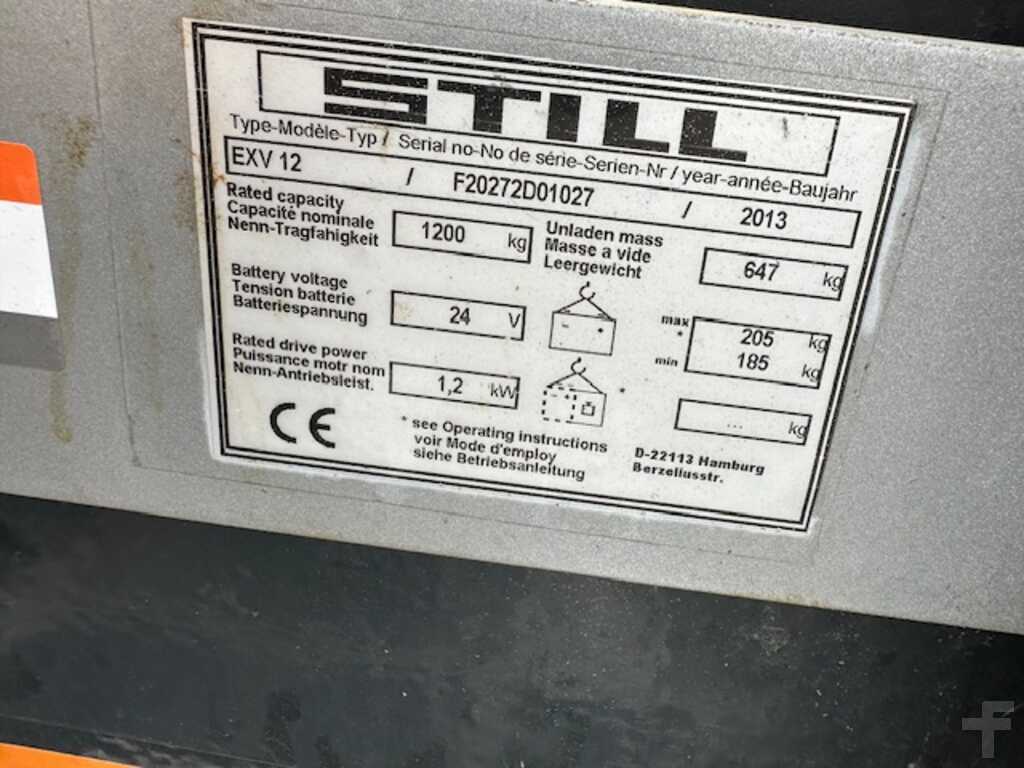 STILL
Type-Modèle-Typ / Serial no-No de série-Serien-Nr / year-année-Baujahr
EXV 12 / F20272D01027 / 2013
Rated capacity
Capacité nominale
Nenn-Tragfahigkeit
1200 kg
Unladen mass
Masse a vide
Leergewicht
647 kg
Battery voltage
Tension batterie
Batteriespannung
24 V
max
*
min
205 kg
185 kg
Rated drive power
Puissance motr nom
Nenn-Antriebsleist.
1,2 kW
*
... kg
CE
* see Operating instructions
voir Mode d'employ
siehe Betriebsanleitung
D-22113 Hamburg
Berzeliusstr.